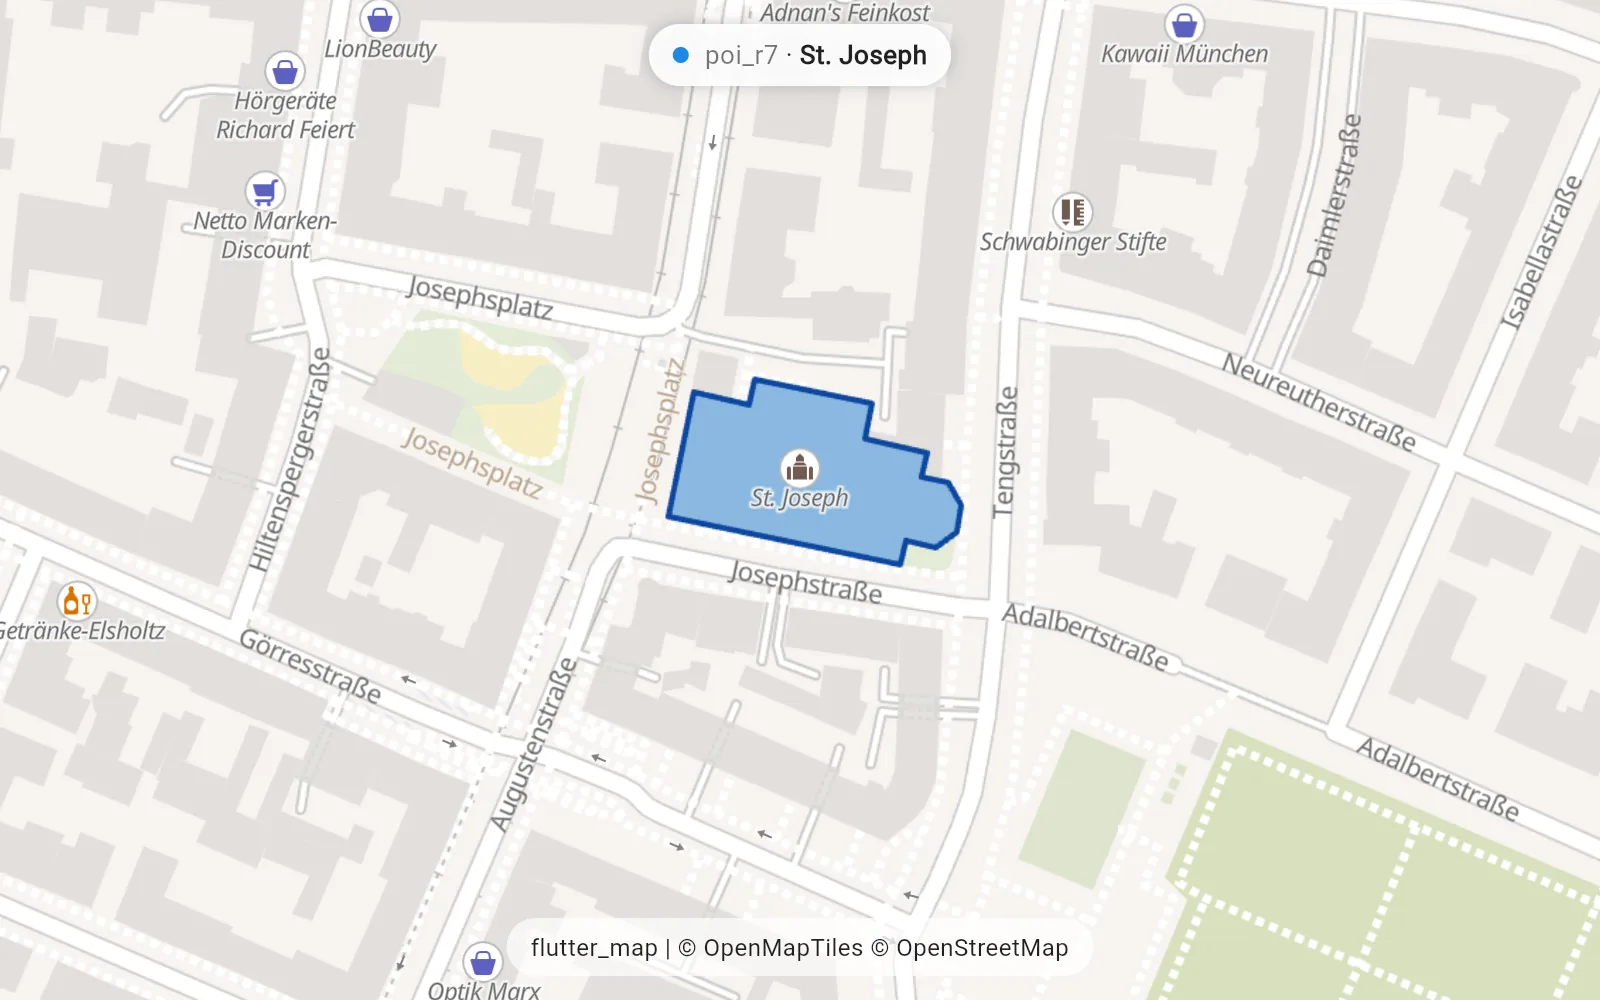 Adnan's Feinkost
poi_r7 · St. Joseph
LionBeauty
Kawaii München
Hörgeräte
Richard Feiert
Netto Marken-
Discount
Schwabinger Stifte
Daimlerstraße
Isabellastraße
Josephsplatz
Josephsplatz
Josephsplatz
Hiltenspergerstraße
Tengstraße
Neureutherstraße
St. Joseph
Josephstraße
Adalbertstraße
Getränke-Elsholtz
Görresstraße
Augustenstraße
Adalbertstraße
flutter_map | © OpenMapTiles © OpenStreetMap
Optik Marx